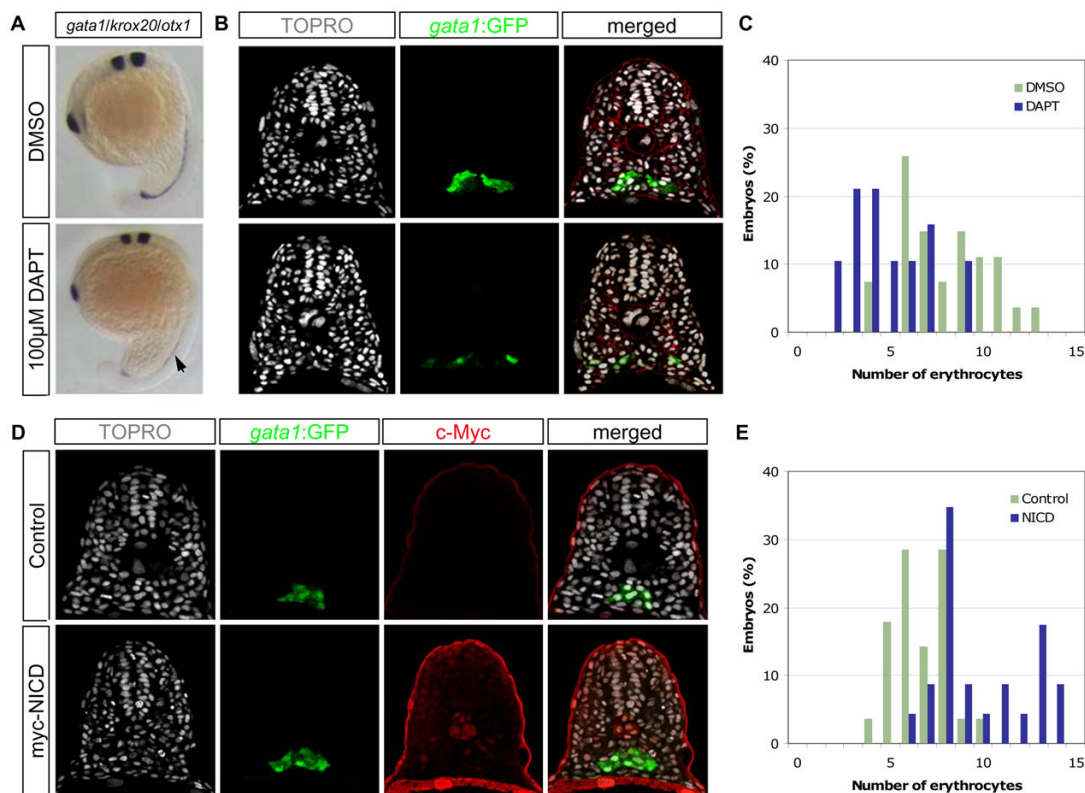 A
gata1/krox20/otx1
DMSO
100µM DAPT
B
TOPRO
gata1:GFP
merged
C
40
30
20
10
0
Embryos (%)
DMSO
DAPT
0
5
10
15
Number of erythrocytes
D
TOPRO
gata1:GFP
c-Myc
merged
Control
myc-NICD
E
40
30
20
10
0
Embryos (%)
Control
NICD
0
5
10
15
Number of erythrocytes